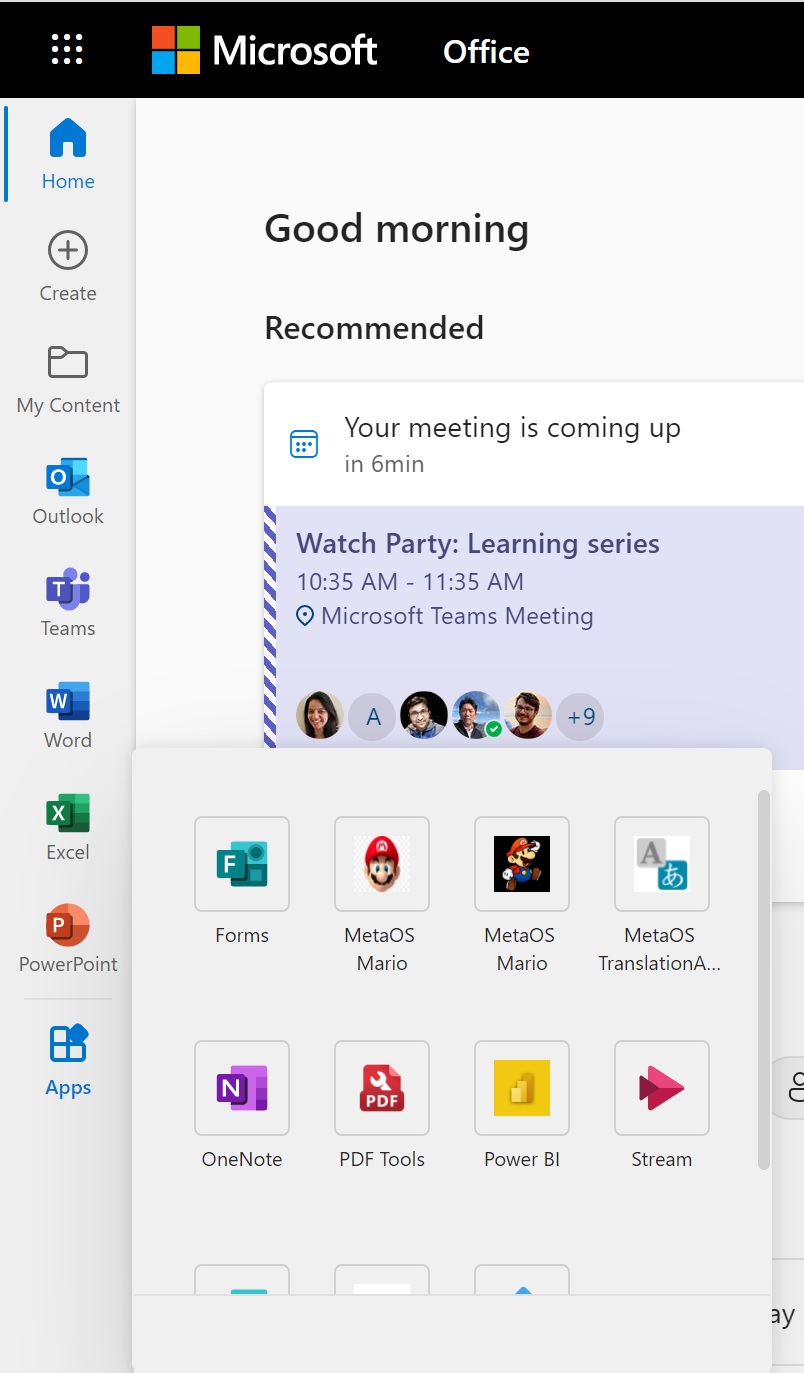 Microsoft Office
Home
Create
My Content
Outlook
Teams
Word
Excel
PowerPoint
Apps
Good morning
Recommended
Your meeting is coming up
in 6min
Watch Party: Learning series
10:35 AM - 11:35 AM
Microsoft Teams Meeting
A
+9
Forms
MetaOS
Mario
MetaOS
Mario
MetaOS
TranslationA...
OneNote
PDF
PDF Tools
Power BI
Stream
ay